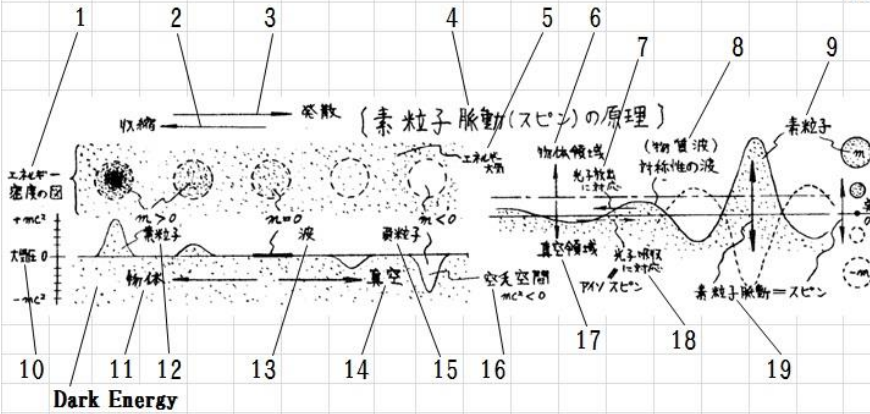 1 2 3 4 5 6 7 8 9
収縮 発散 {素粒子脈動(スピン)の原理}
エネルギー密度の図
エネルギー
m>0 m=0 m<0
物体領域
光子放出に対応
(物質波)
対称性の波
素粒子
-m
+mc²
0
-mc²
素粒子 波 負粒子
物体 真空 空毛空間
mc²<0
真空領域
光子吸収に対応
アイソスピン
素粒子脈動=スピン
-m
10 11 12 13 14 15 16 17 18 19
Dark Energy